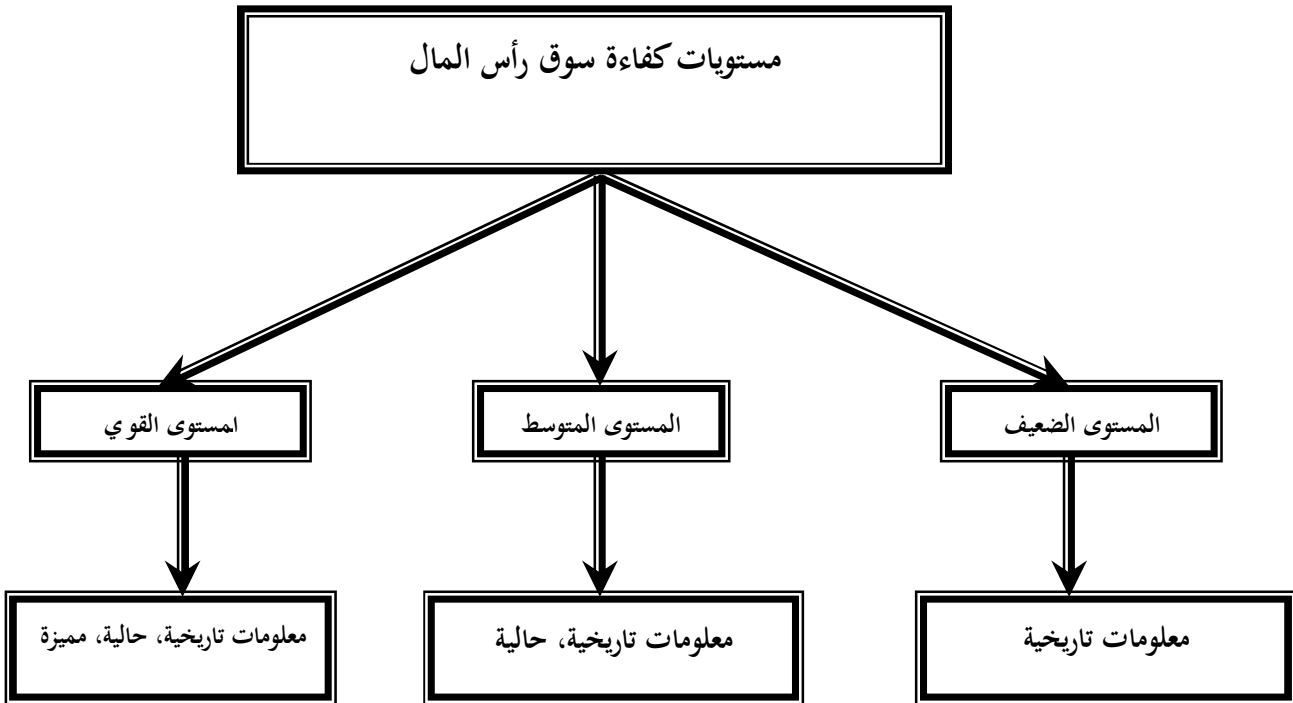 مستويات كفاءة سوق رأس المال
المستوى الضعيف
المستوى المتوسط
امستوى القوي
معلومات تاريخية
معلومات تاريخية، حالية
معلومات تاريخية، حالية، مميزة